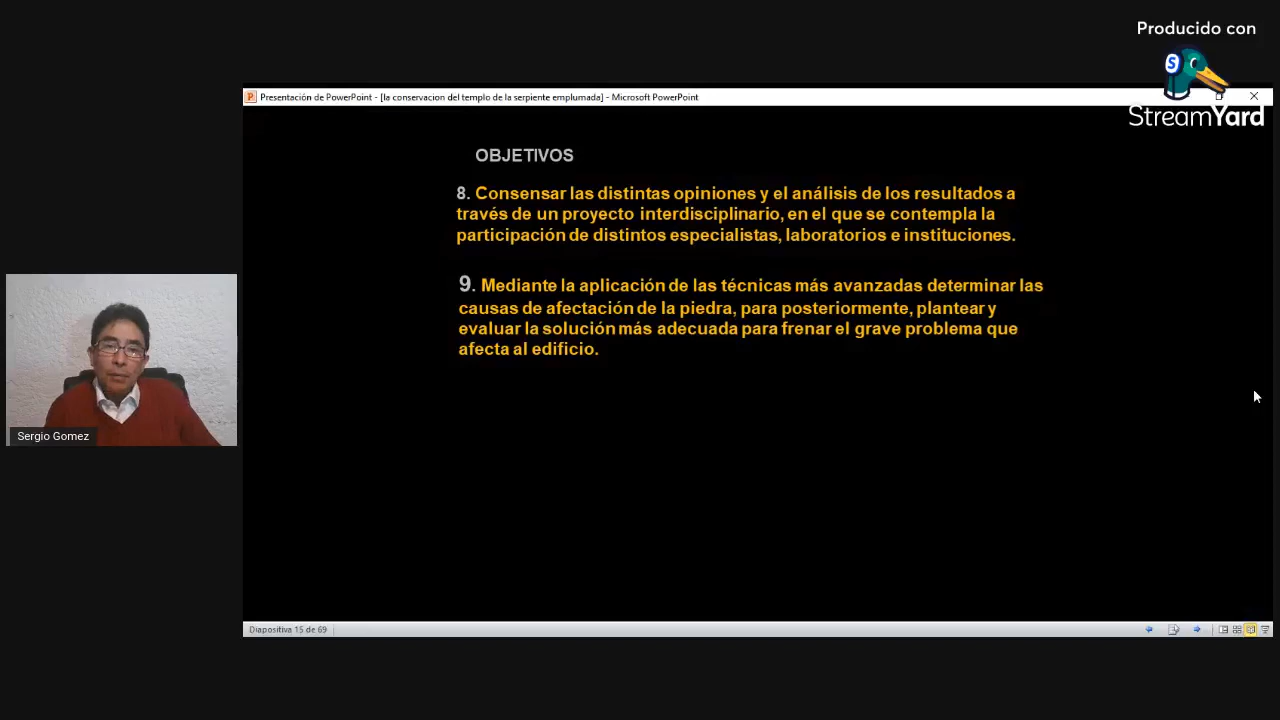 Producido con
StreamYard
Presentación de PowerPoint - [la conservacion del templo de la serpiente emplumada] - Microsoft PowerPoint
OBJETIVOS
8. Consensar las distintas opiniones y el análisis de los resultados a
través de un proyecto interdisciplinario, en el que se contempla la
participación de distintos especialistas, laboratorios e instituciones.
9. Mediante la aplicación de las técnicas más avanzadas determinar las
causas de afectación de la piedra, para posteriormente, plantear y
evaluar la solución más adecuada para frenar el grave problema que
afecta al edificio.
Sergio Gomez
Diapositiva 15 de 69